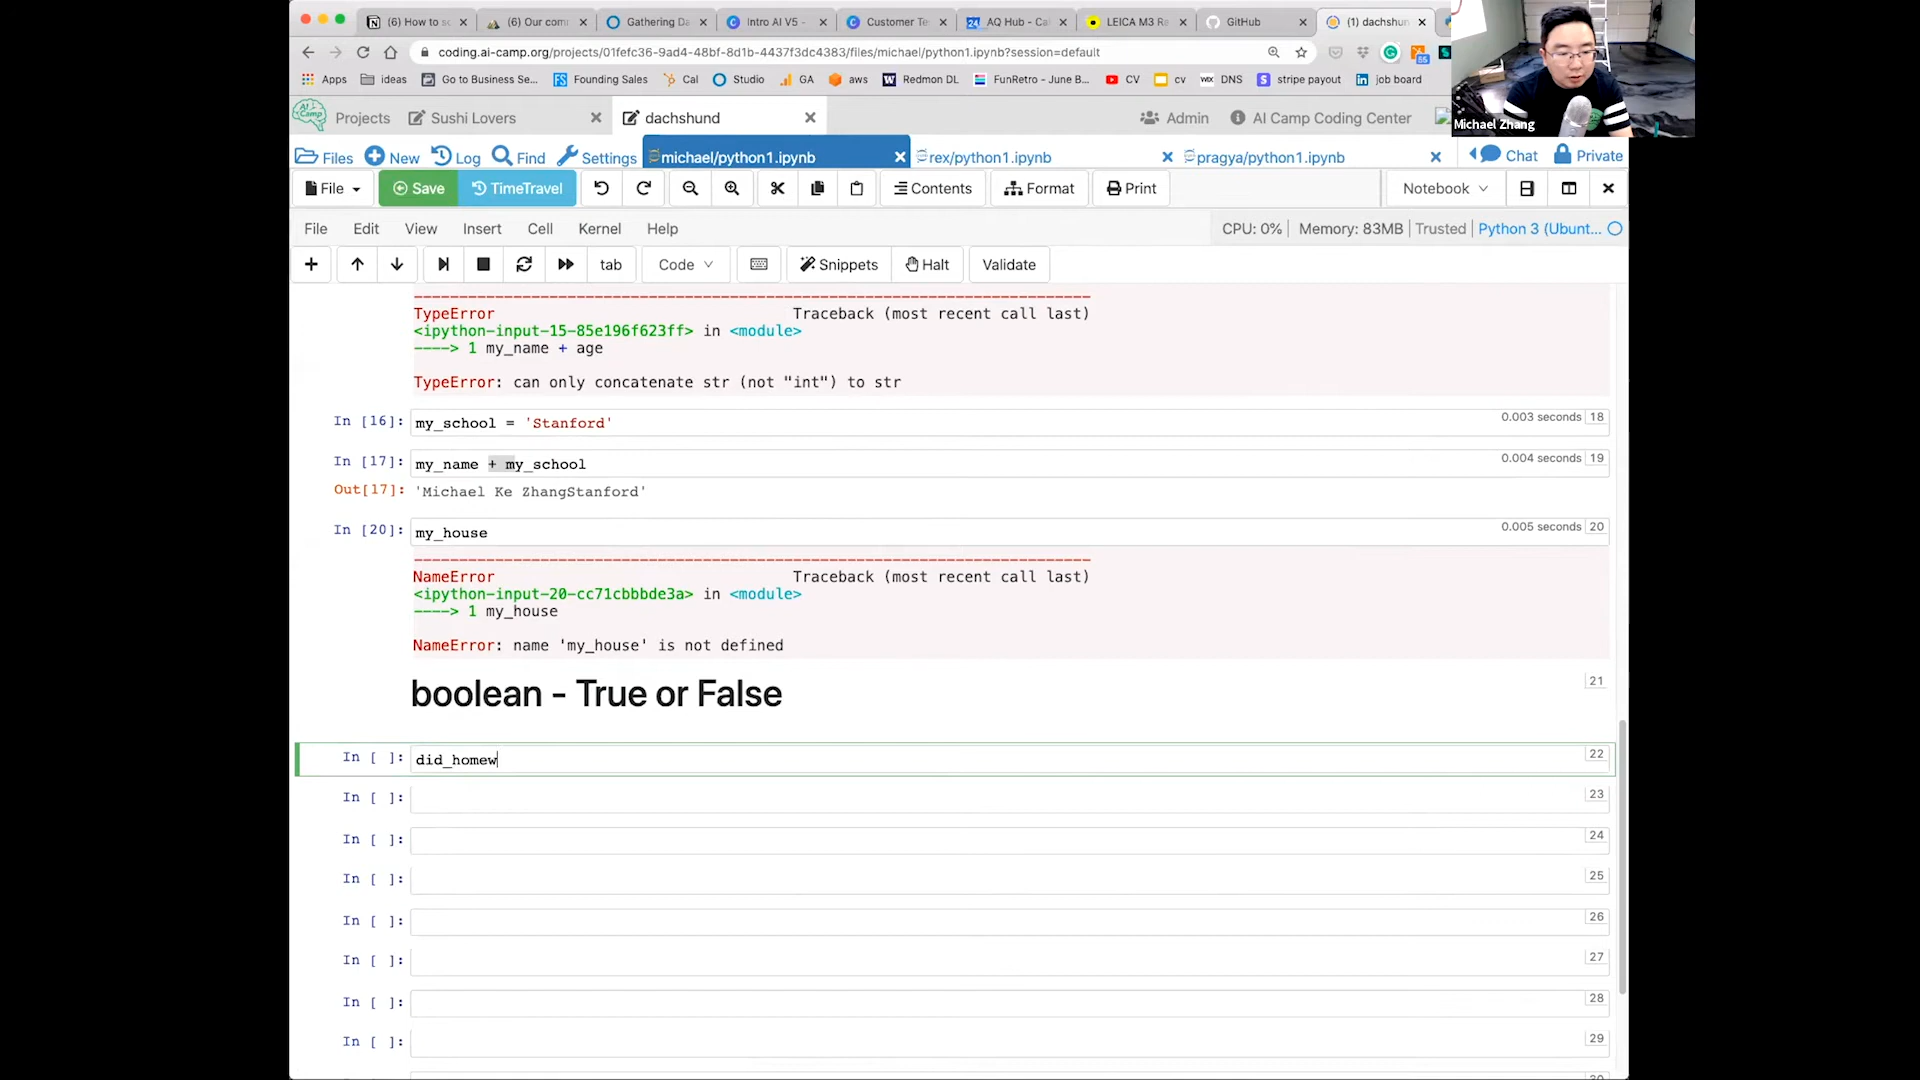 (6) How to sc
(6) Our com
Gathering Da
Intro AI V5 -
Customer Te
AQ Hub - Ca
LEICA M3 Re
GitHub
(1) dachshun
coding.ai-camp.org/projects/01fefc36-9ad4-48bf-8d1b-4437f3dc4383/files/michael/python1.ipynb?session=default
Apps
ideas
Go to Business Se...
Founding Sales
Cal
Studio
GA
aws
Redmon DL
FunRetro - June B...
CV
cv
DNS
stripe payout
job board
Michael Zhang
Projects
Sushi Lovers
dachshund
Admin
AI Camp Coding Center
Files
New
Log
Find
Settings
michael/python1.ipynb
rex/python1.ipynb
pragya/python1.ipynb
Chat
Private
File
Save
TimeTravel
Contents
Format
Print
Notebook
File Edit View Insert Cell Kernel Help
CPU: 0% | Memory: 83MB | Trusted | Python 3 (Ubunt...
tab
Code
Snippets
Halt
Validate
TypeError Traceback (most recent call last)
<ipython-input-15-85e196f623ff> in <module>
----> 1 my_name + age
TypeError: can only concatenate str (not "int") to str
In [16]: my_school = 'Stanford' 0.003 seconds 18
In [17]: my_name + my_school 0.004 seconds 19
Out[17]: 'Michael Ke ZhangStanford'
In [20]: my_house 0.005 seconds 20
NameError Traceback (most recent call last)
<ipython-input-20-cc71cbbbde3a> in <module>
----> 1 my_house
NameError: name 'my_house' is not defined
boolean - True or False 21
In [ ]: did_homew 22
In [ ]: 23
In [ ]: 24
In [ ]: 25
In [ ]: 26
In [ ]: 27
In [ ]: 28
In [ ]: 29